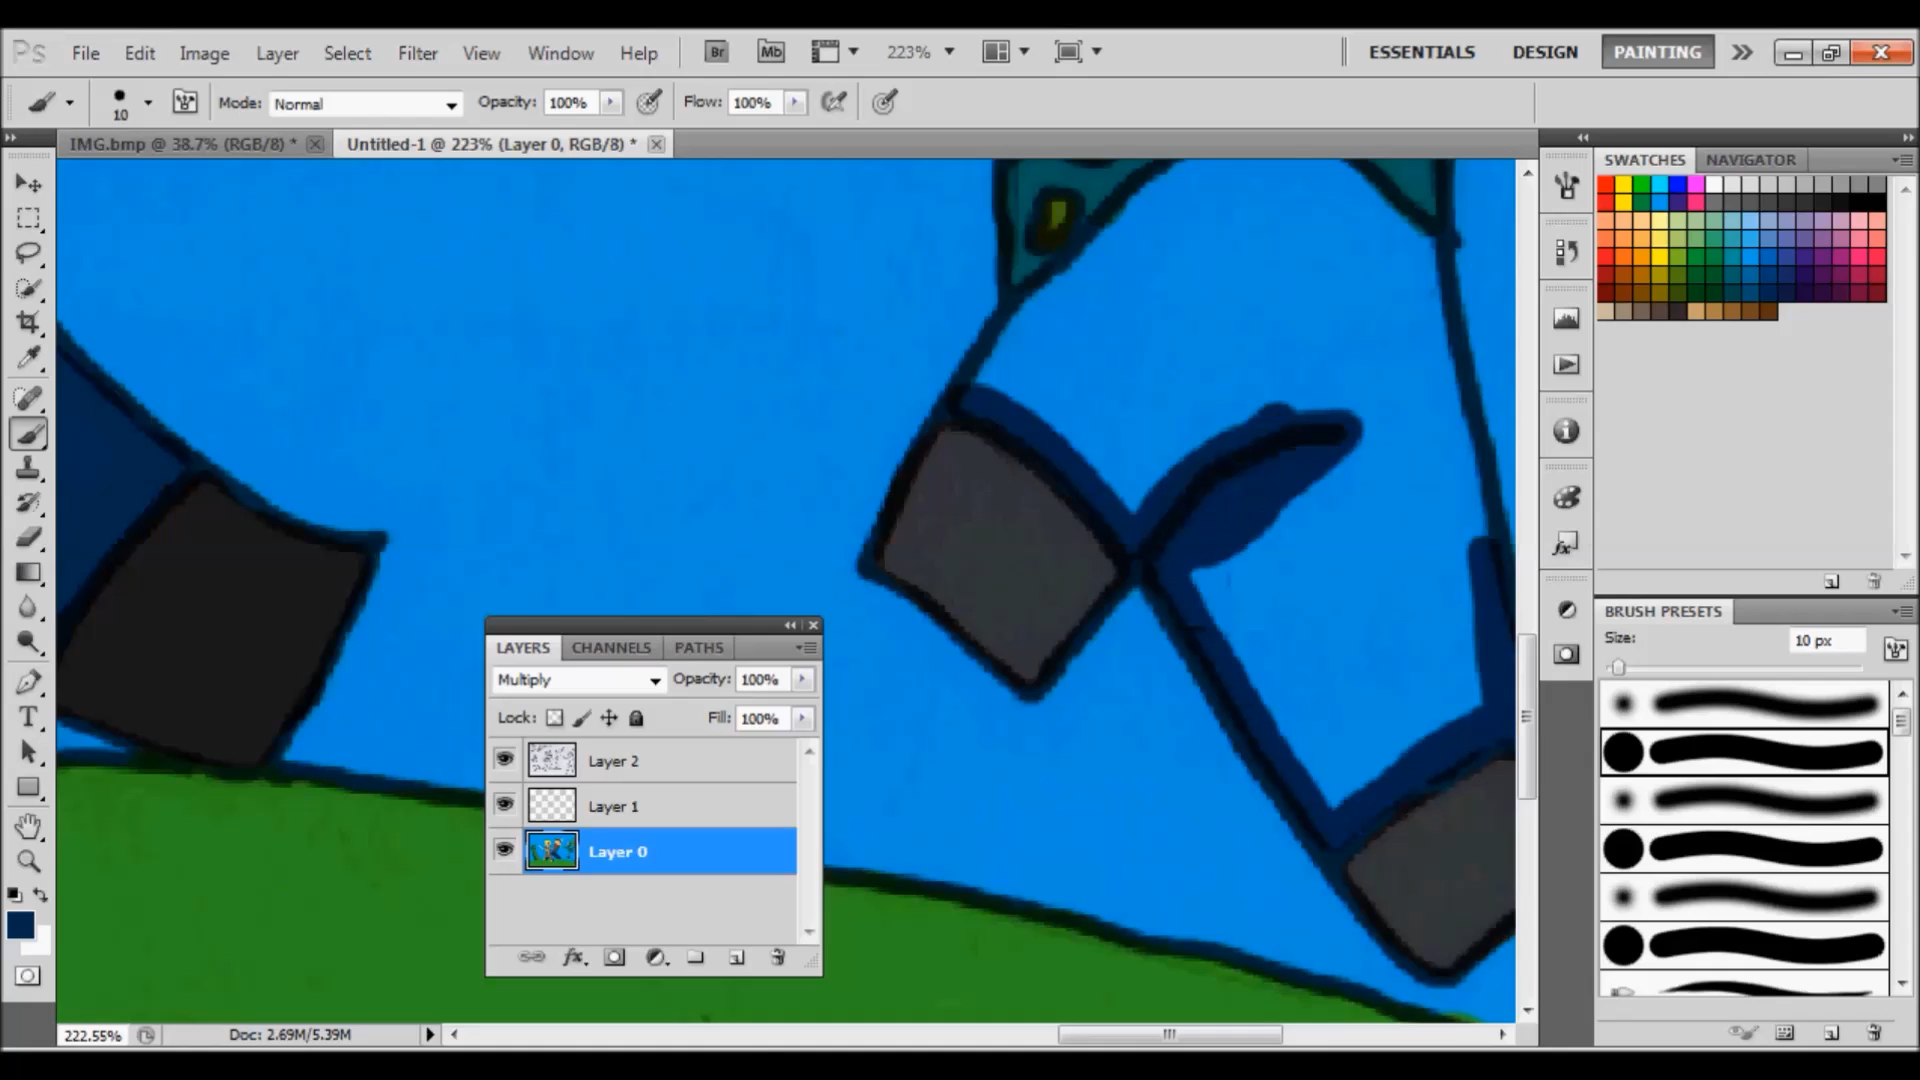 Ps File Edit Image Layer Select Filter View Window Help Br Mb 223% ESSENTIALS DESIGN PAINTING
10 Mode: Normal Opacity: 100% Flow: 100%
IMG.bmp @ 38.7% (RGB/8) * Untitled-1 @ 223% (Layer 0, RGB/8) *
SWATCHES NAVIGATOR
BRUSH PRESETS
Size: 10 px
LAYERS CHANNELS PATHS
Multiply Opacity: 100%
Lock: Fill: 100%
Layer 2
Layer 1
Layer 0
fx
222.55% Doc: 2.69M/5.39M